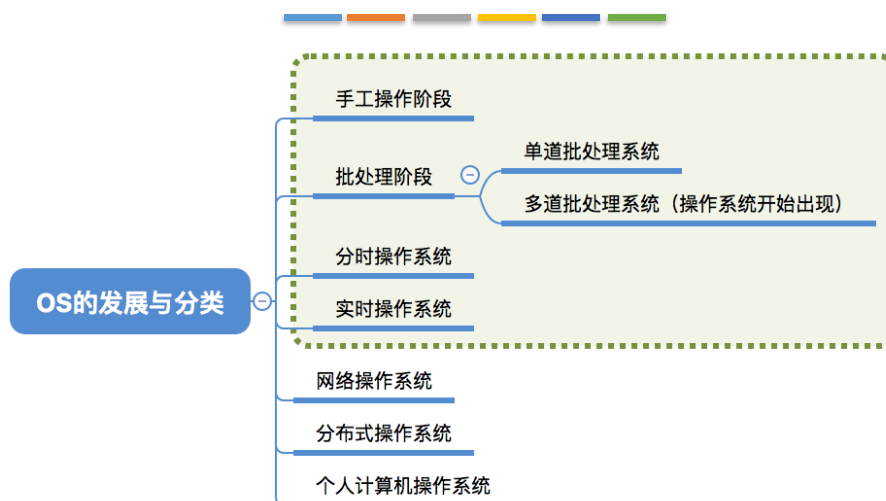 手工操作阶段
批处理阶段
单道批处理系统
多道批处理系统（操作系统开始出现）
分时操作系统
OS的发展与分类
实时操作系统
网络操作系统
分布式操作系统
个人计算机操作系统